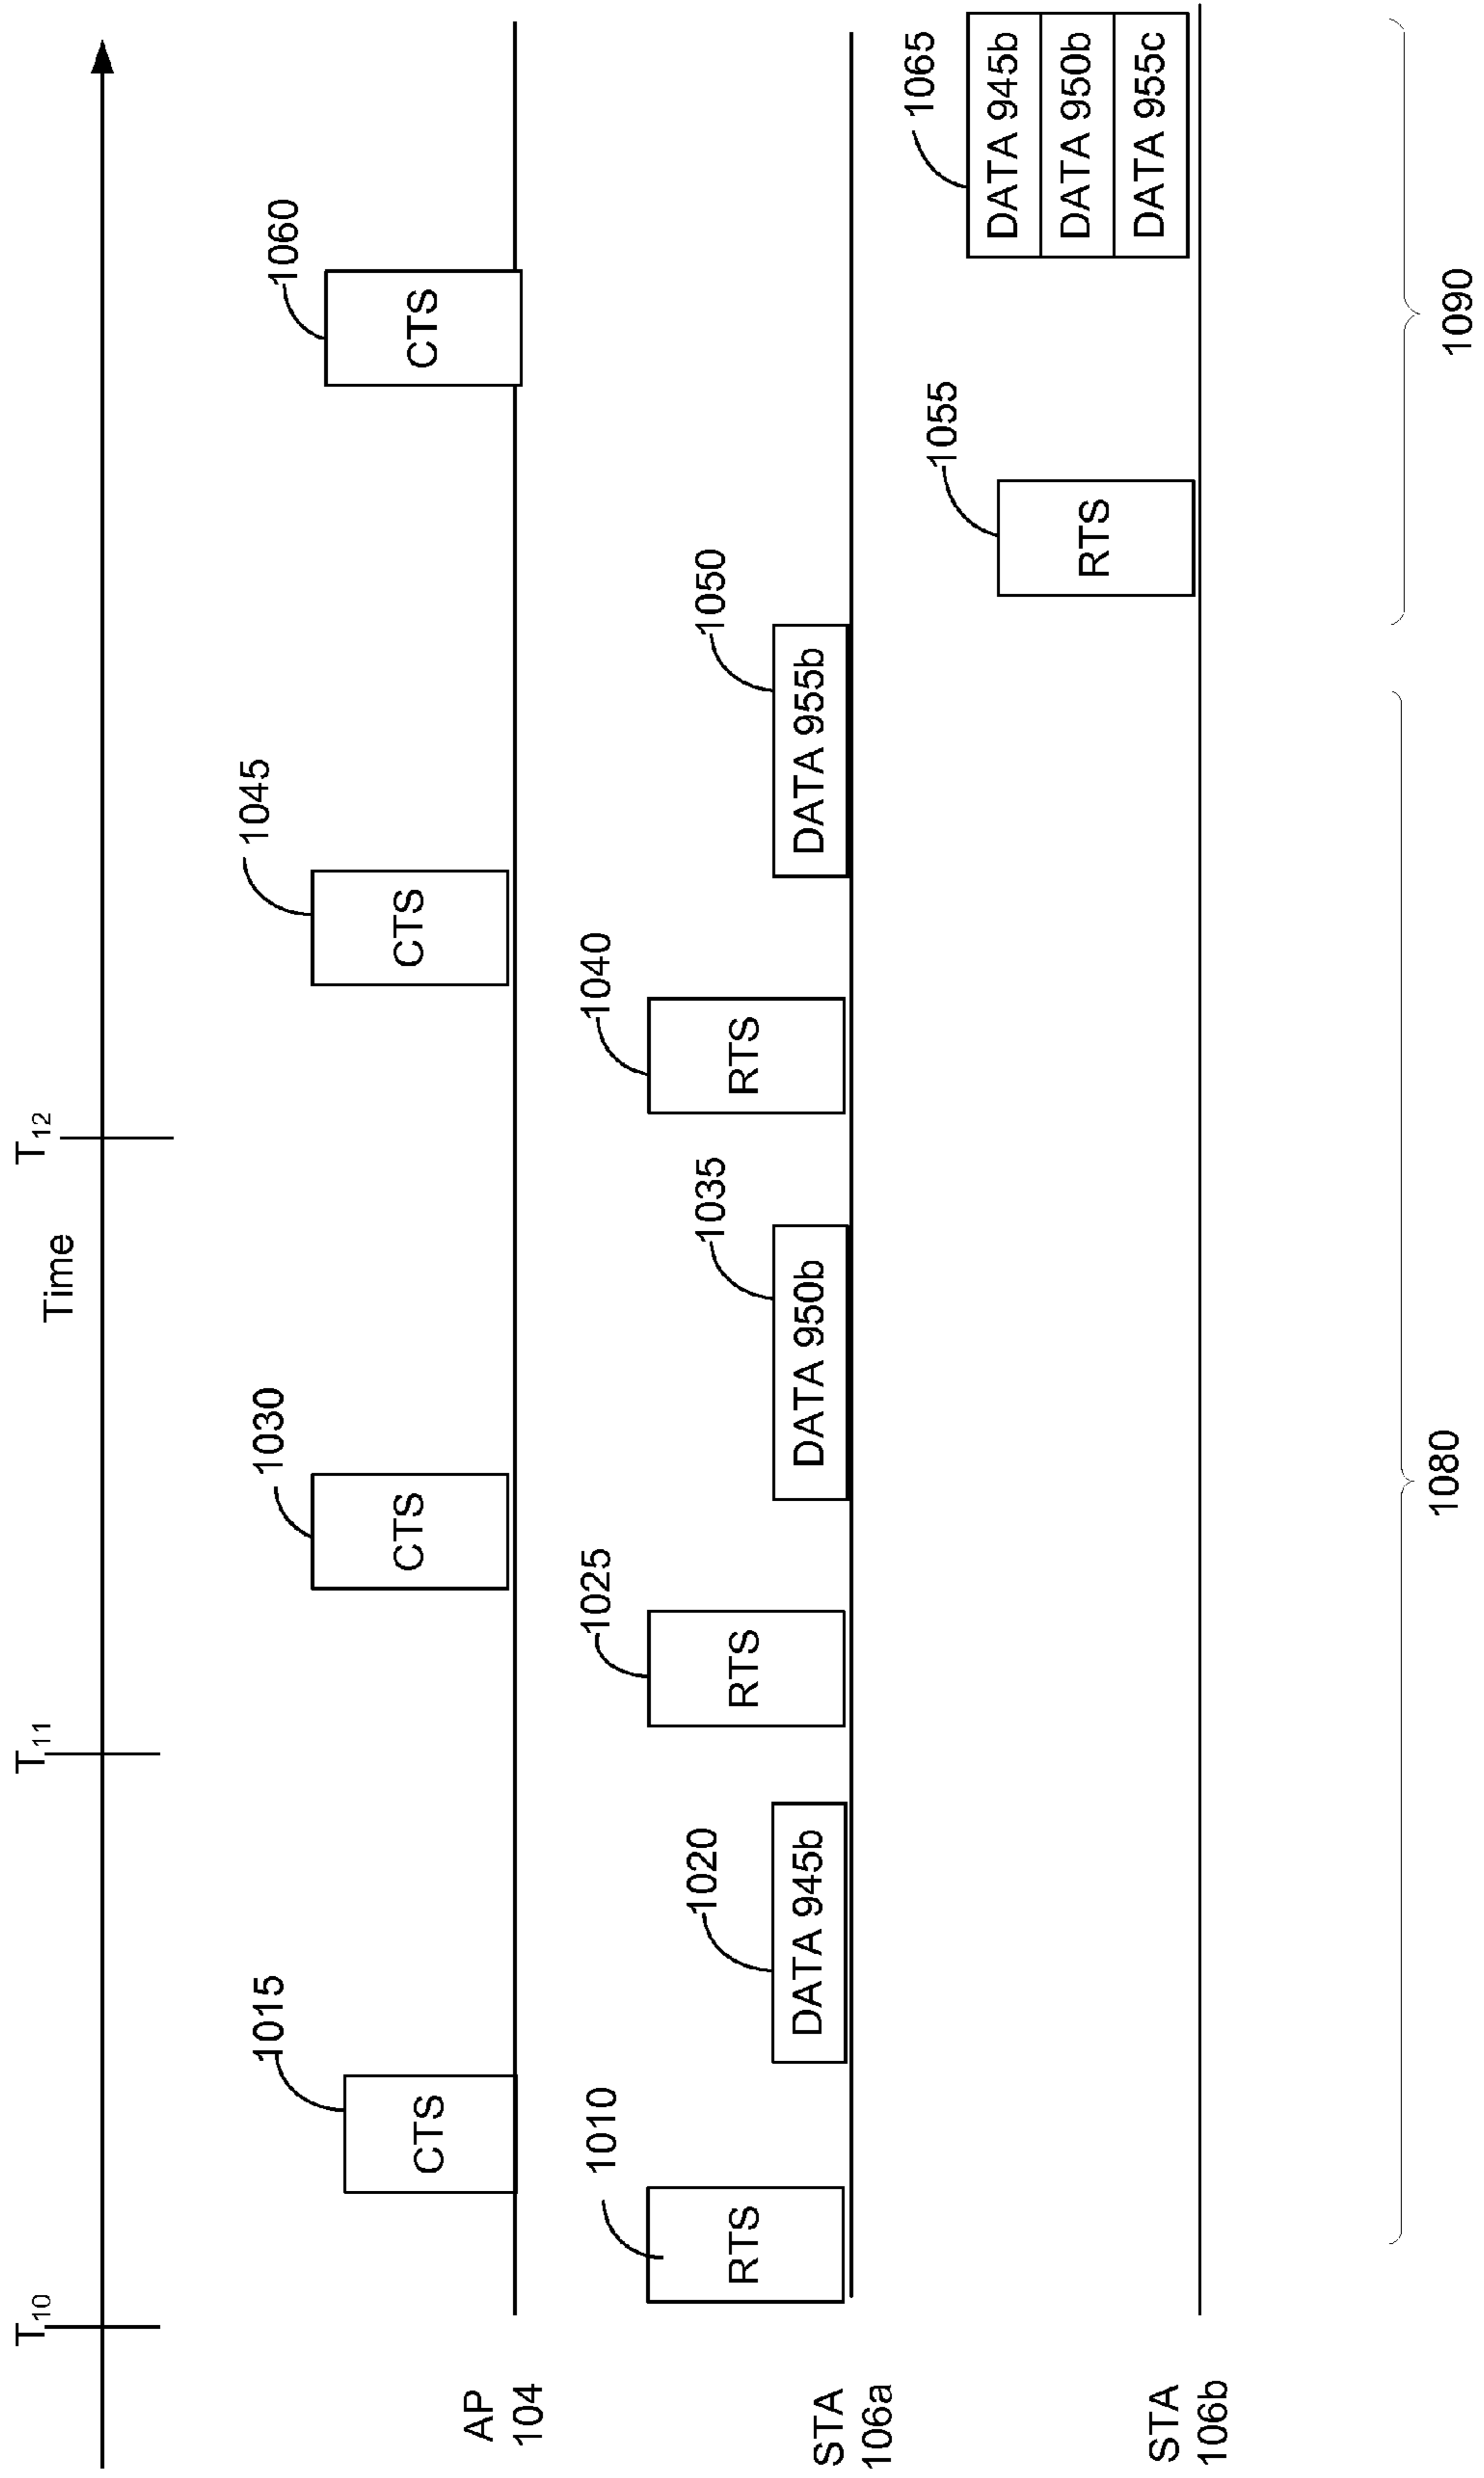 Time
T10
T11
T12
AP
104
1015
CTS
1030
CTS
1045
CTS
1060
CTS
STA
106a
1010
RTS
1020
DATA 945b
1025
RTS
1035
DATA 950b
1040
RTS
1050
DATA 955b
STA
106b
1055
RTS
1065
DATA 945b
DATA 950b
DATA 955c
1080
1090